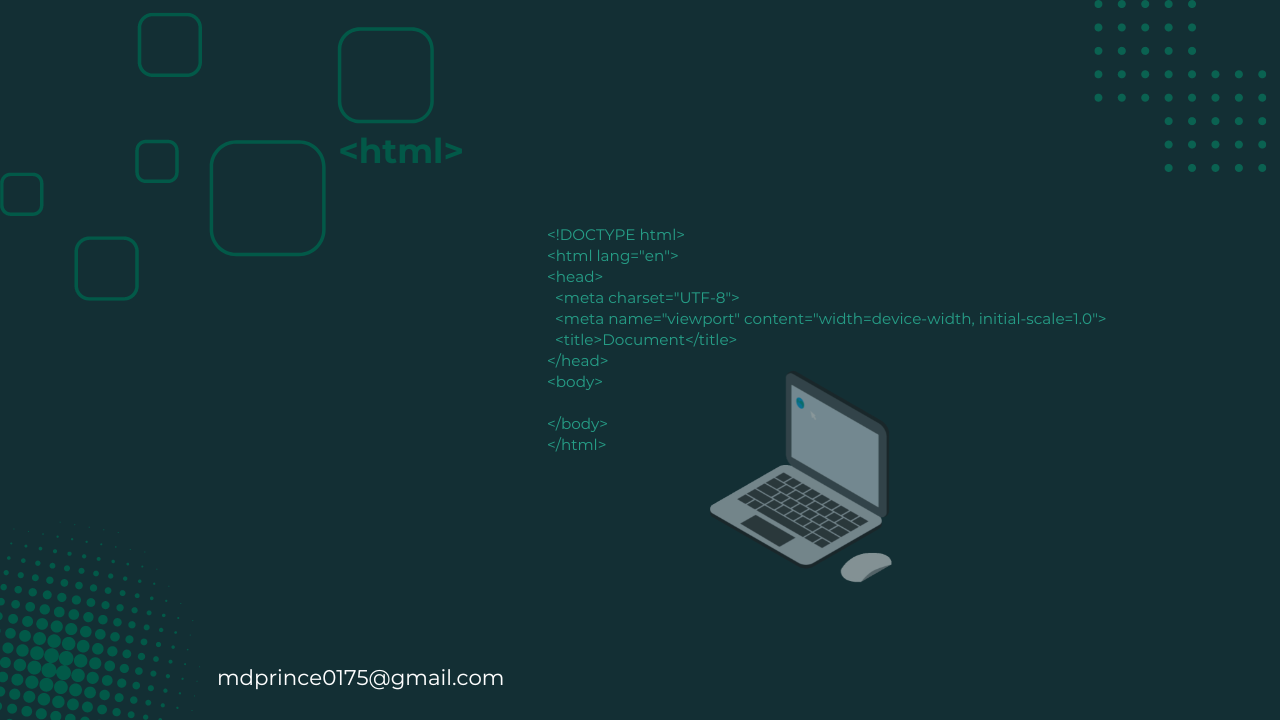 <html>
<!DOCTYPE html>
<html lang="en">
<head>
  <meta charset="UTF-8">
  <meta name="viewport" content="width=device-width, initial-scale=1.0">
  <title>Document</title>
</head>
<body>

</body>
</html>
mdprince0175@gmail.com